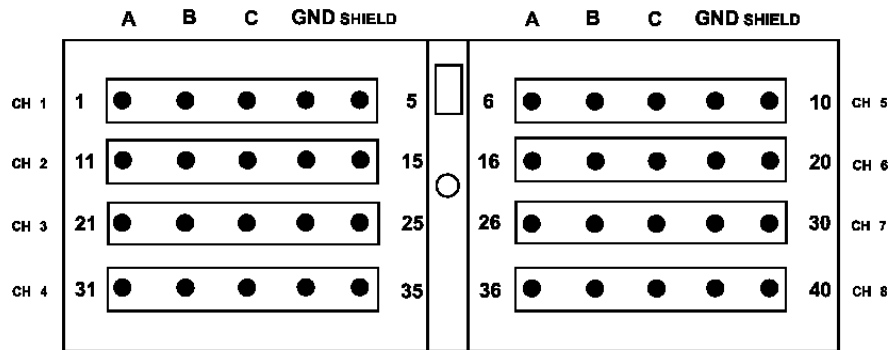 A B C GND SHIELD A B C GND SHIELD
CH 1 1 5 6 10 CH 5
CH 2 11 15 16 20 CH 6
CH 3 21 25 26 30 CH 7
CH 4 31 35 36 40 CH 8